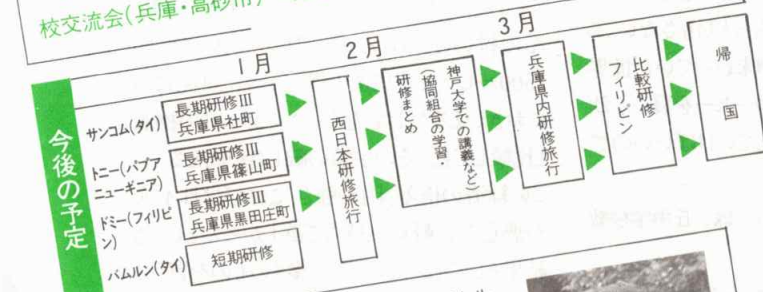 校交流会(兵庫・高砂市)
今後の予定
1月
2月
3月
サンコム(タイ)
長期研修Ⅲ
兵庫県社町
トニー(パプア
ニューギニア)
長期研修Ⅲ
兵庫県篠山町
ドミー(フィリピ
ン)
長期研修Ⅲ
兵庫県黒田庄町
バムルン(タイ)
短期研修
西日本研修旅行
神戸大学での講義など)
(協同組合の学習・
研修まとめ
兵庫県内研修旅行
比較研修
フィリピン
帰国